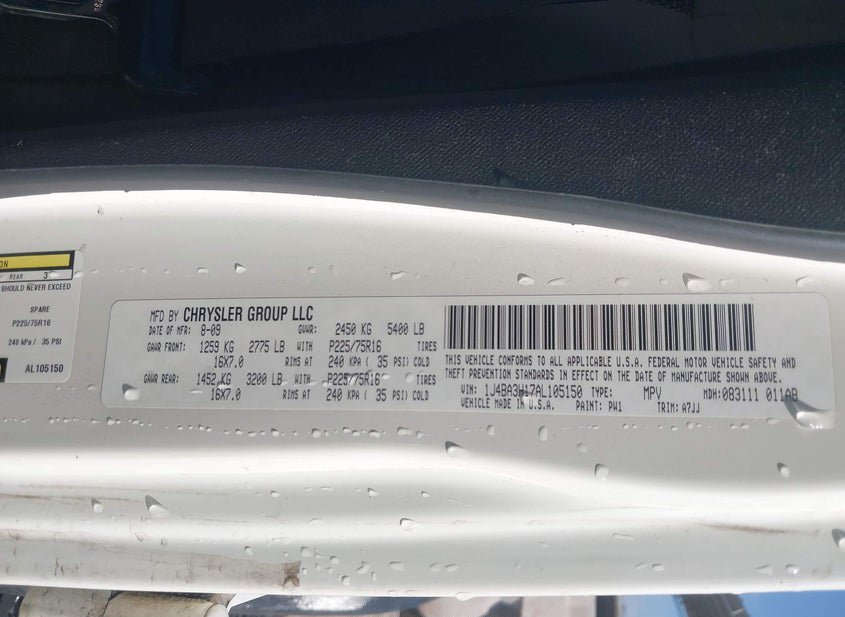 ON
REAR 3
SHOULD NEVER EXCEED
SPARE
P225/75R16
240 kPa / 35 PSI
AL105150
MFD BY CHRYSLER GROUP LLC
DATE OF MFR: 8-09 GVWR: 2450 KG 5400 LB
GAWR FRONT: 1259 KG 2775 LB WITH P225/75R16 TIRES
16X7.0 RIMS AT 240 KPA ( 35 PSI) COLD
GAWR REAR: 1452 KG 3200 LB WITH P225/75R16 TIRES
16X7.0 RIMS AT 240 KPA ( 35 PSI) COLD
THIS VEHICLE CONFORMS TO ALL APPLICABLE U.S.A. FEDERAL MOTOR VEHICLE SAFETY AND
THEFT PREVENTION STANDARDS IN EFFECT ON THE DATE OF MANUFACTURE SHOWN ABOVE.
VIN: 1J4BA3H17AL105150 TYPE: MPV MDH: 083111 011AB
VEHICLE MADE IN U.S.A. PAINT: PW1 TRIM: A7JJ